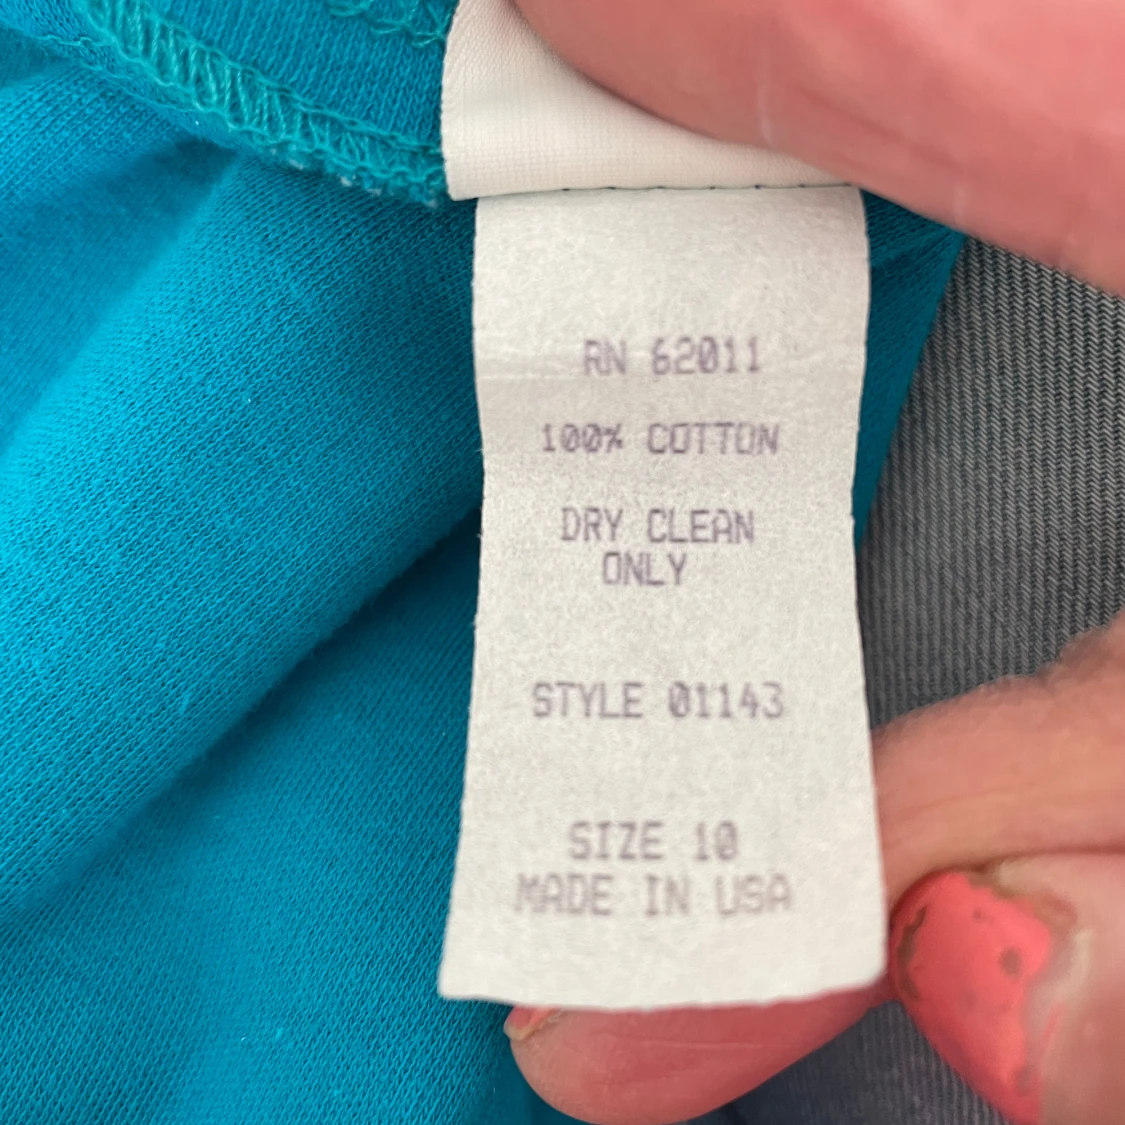 RN 62011
100% COTTON
DRY CLEAN
ONLY
STYLE 01143
SIZE 10
MADE IN USA